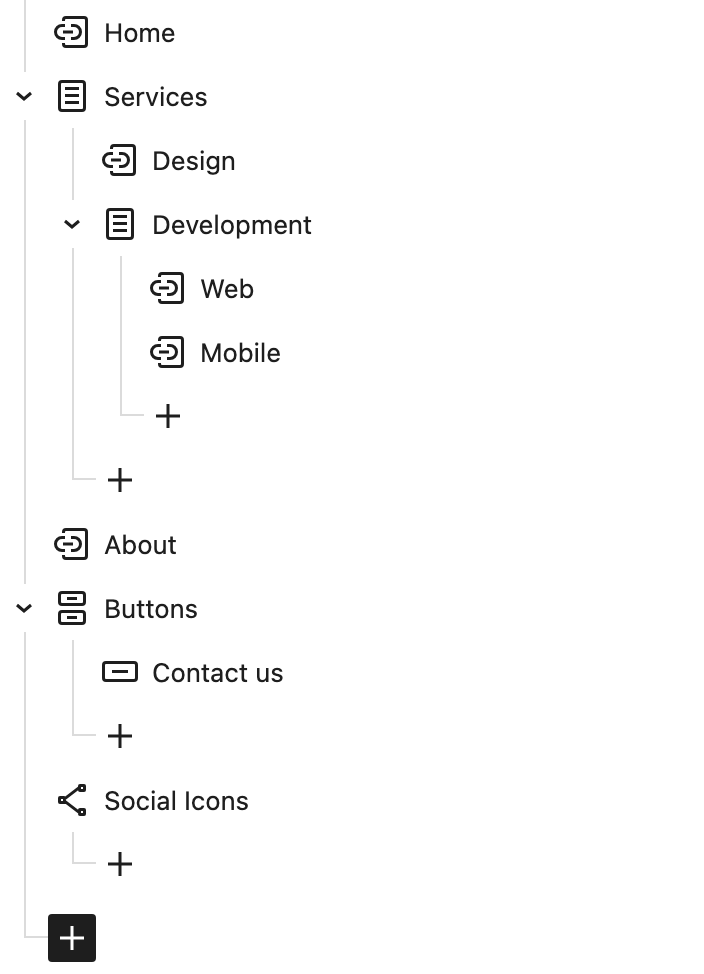 Home
Services
Design
Development
Web
Mobile
About
Buttons
Contact us
Social Icons